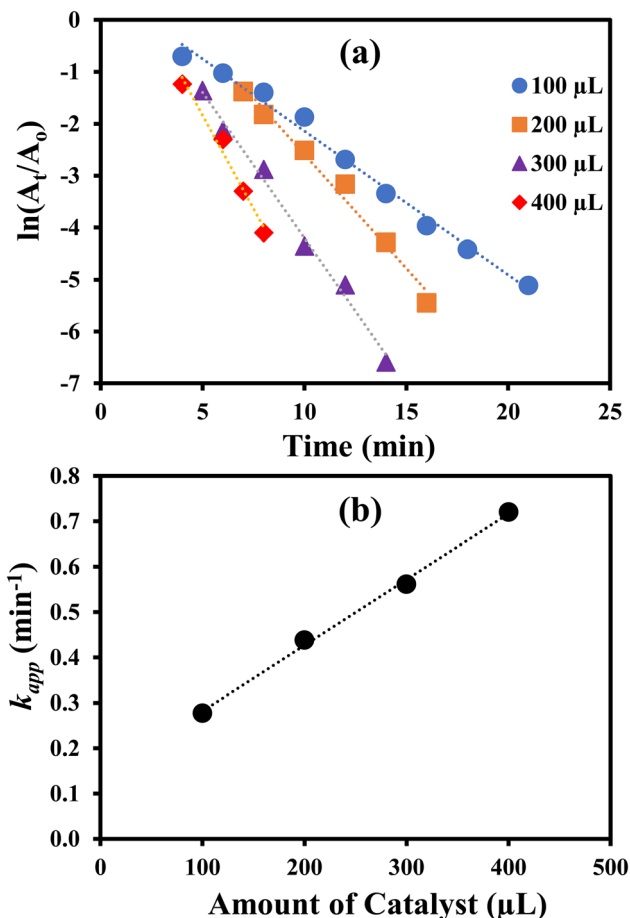 (a)
0
-1
-2
-3
-4
-5
-6
-7
ln(Aₜ/Aₒ)
100 µL
200 µL
300 µL
400 µL
0 5 10 15 20 25
Time (min)
(b)
0.8
0.7
0.6
0.5
0.4
0.3
0.2
0.1
0.0
kapp (min⁻¹)
0 100 200 300 400 500
Amount of Catalyst (µL)